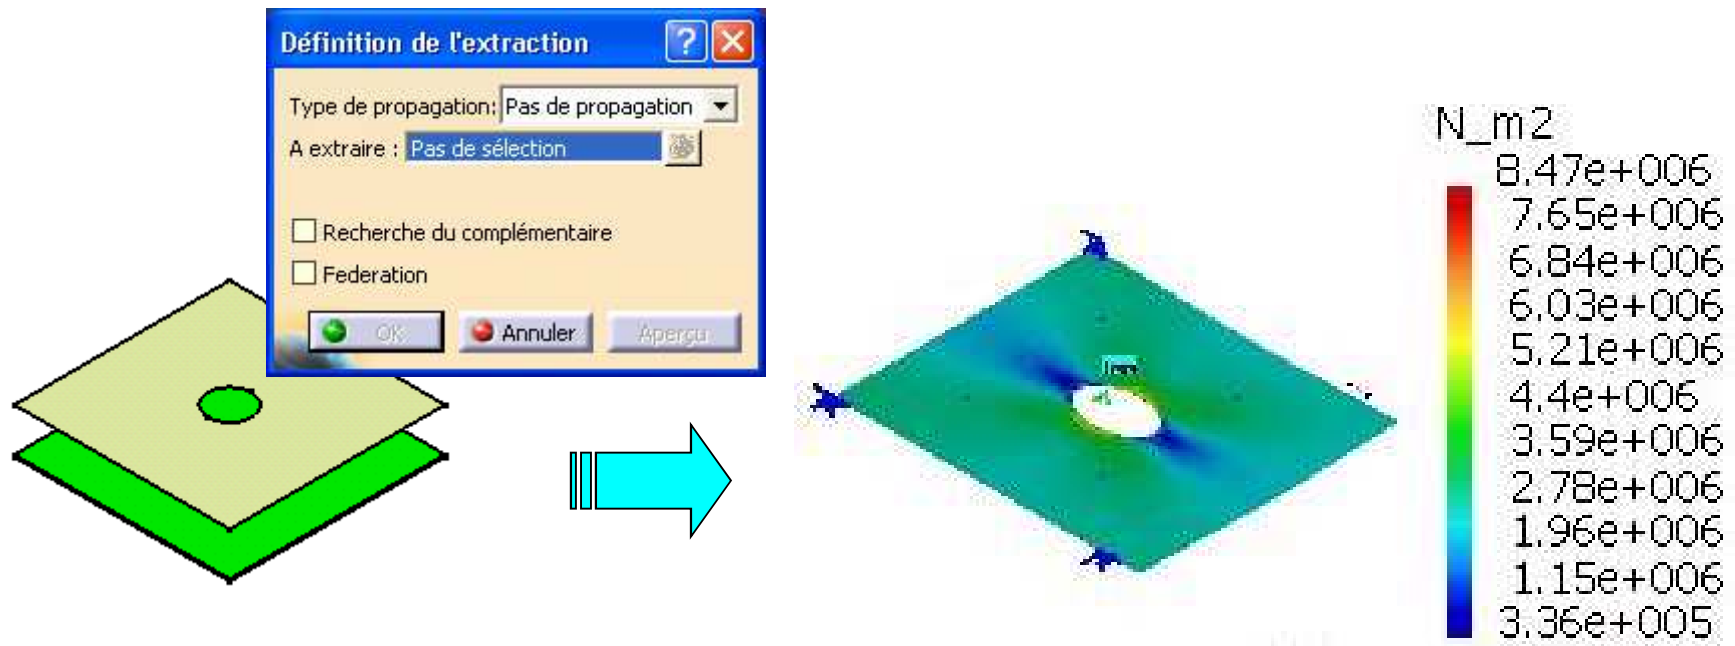 Définition de l'extraction
Type de propagation: Pas de propagation
A extraire : Pas de sélection
Recherche du complémentaire
Federation
OK Annuler Aperçu
N_m2
8.47e+006
7.65e+006
6.84e+006
6.03e+006
5.21e+006
4.4e+006
3.59e+006
2.78e+006
1.96e+006
1.15e+006
3.36e+005